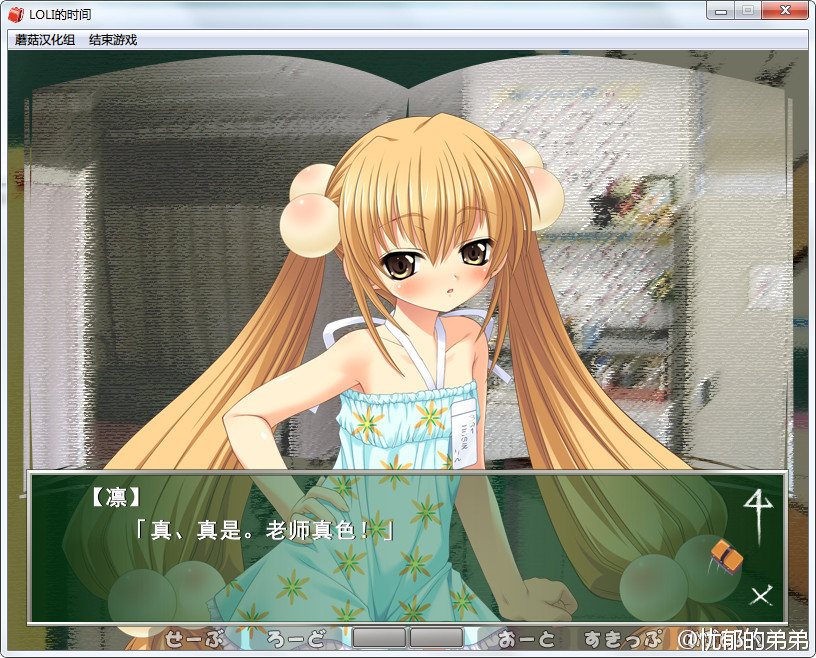 LOLI的时间
蘑菇汉化组 结束游戏
【凛】
「真、真是。老师真色！」
せーぶ ろーど おーと すきっぷ
@忧郁的弟弟